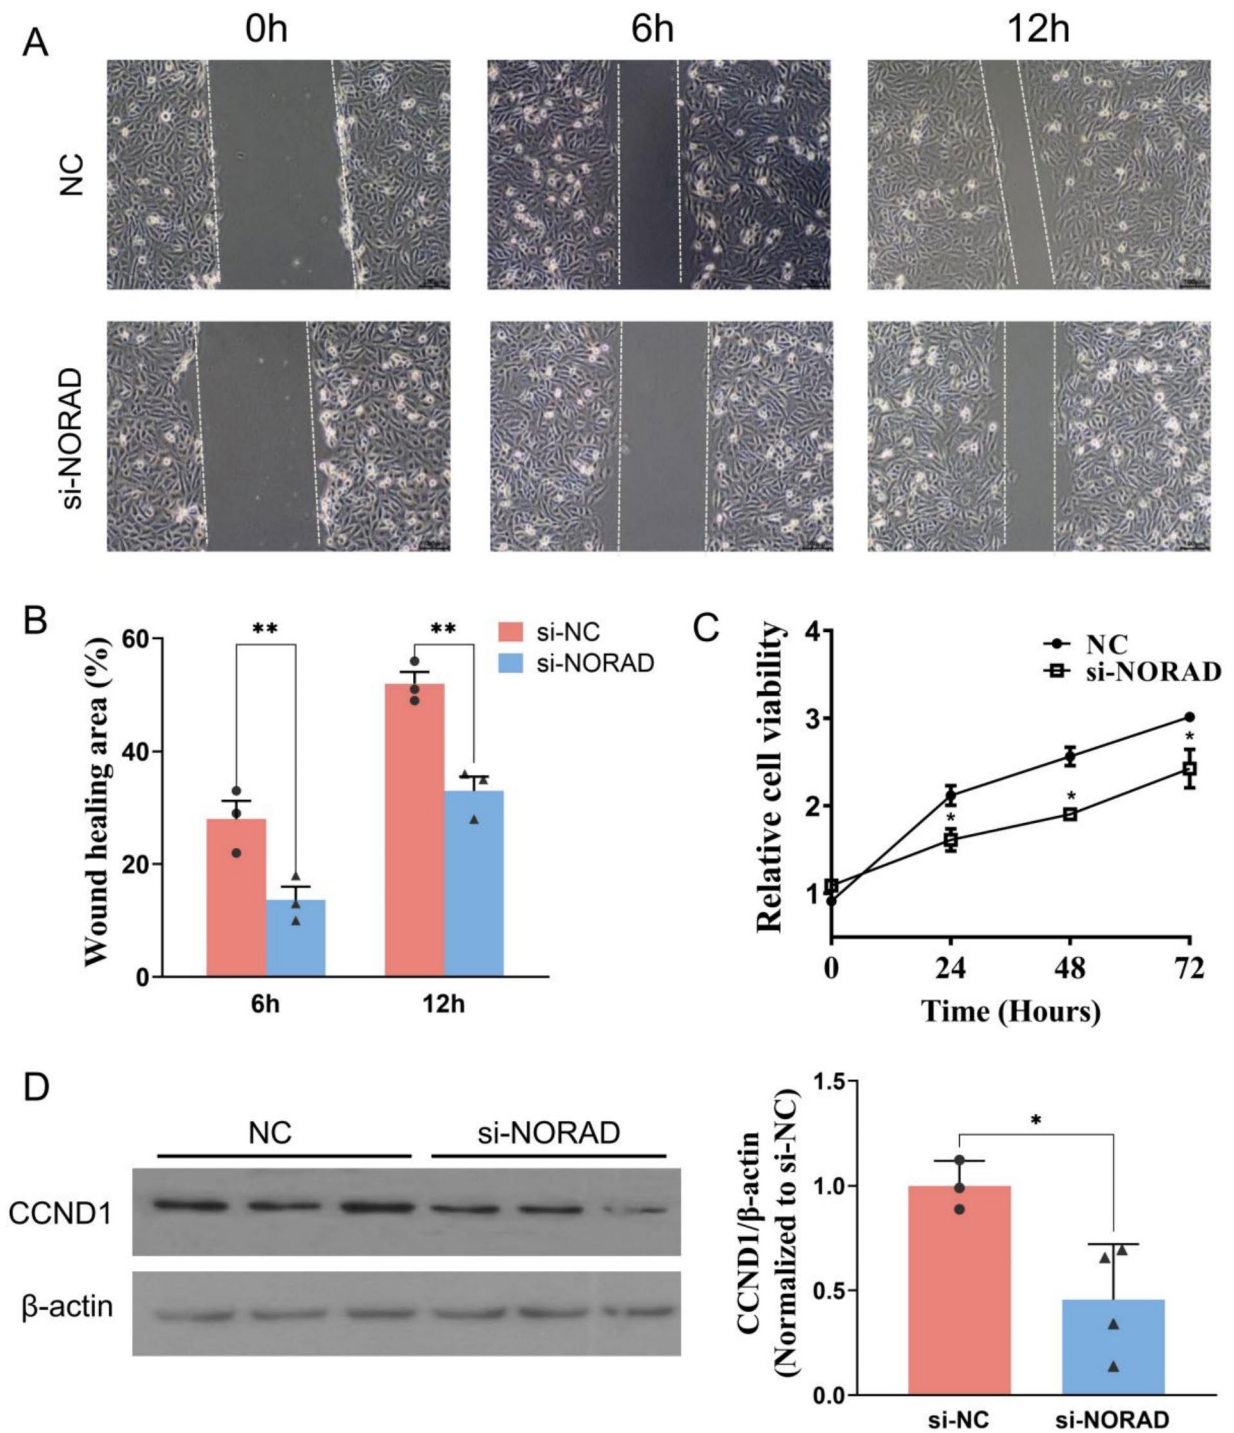 A
0h
6h
12h
NC
si-NORAD
B
Wound healing area (%)
60
40
20
0
** **
6h
12h
si-NC
si-NORAD
C
Relative cell viability
4
3
2
1
NC
si-NORAD
*
*
*
0
24
48
72
Time (Hours)
D
NC
si-NORAD
CCND1
β-actin
CCND1/β-actin
(Normalized to si-NC)
1.5
1.0
0.5
0.0
*
si-NC
si-NORAD